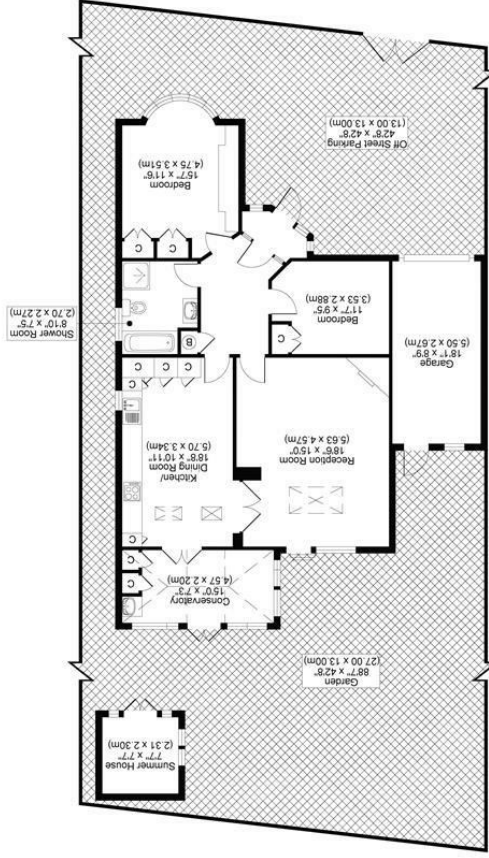 Summer House
7'7" x 7'7"
(2.31 x 2.30m)
Garden
88'7" x 42'8"
(27.00 x 13.00m)
Conservatory
15'0" x 7'3"
(4.57 x 2.20m)
C
C
C
Reception Room
18'6" x 15'0"
(5.63 x 4.57m)
Kitchen/
Dining Room
18'8" x 10'11"
(5.70 x 3.34m)
C
C
C
C
Garage
18'1" x 8'9"
(5.50 x 2.67m)
C
B
Bedroom
11'7" x 9'5"
(3.53 x 2.88m)
Shower Room
8'10" x 7'5"
(2.70 x 2.27m)
C
C
Bedroom
15'7" x 11'6"
(4.75 x 3.51m)
Off Street Parking
42'8" x 42'8"
(13.00 x 13.00m)